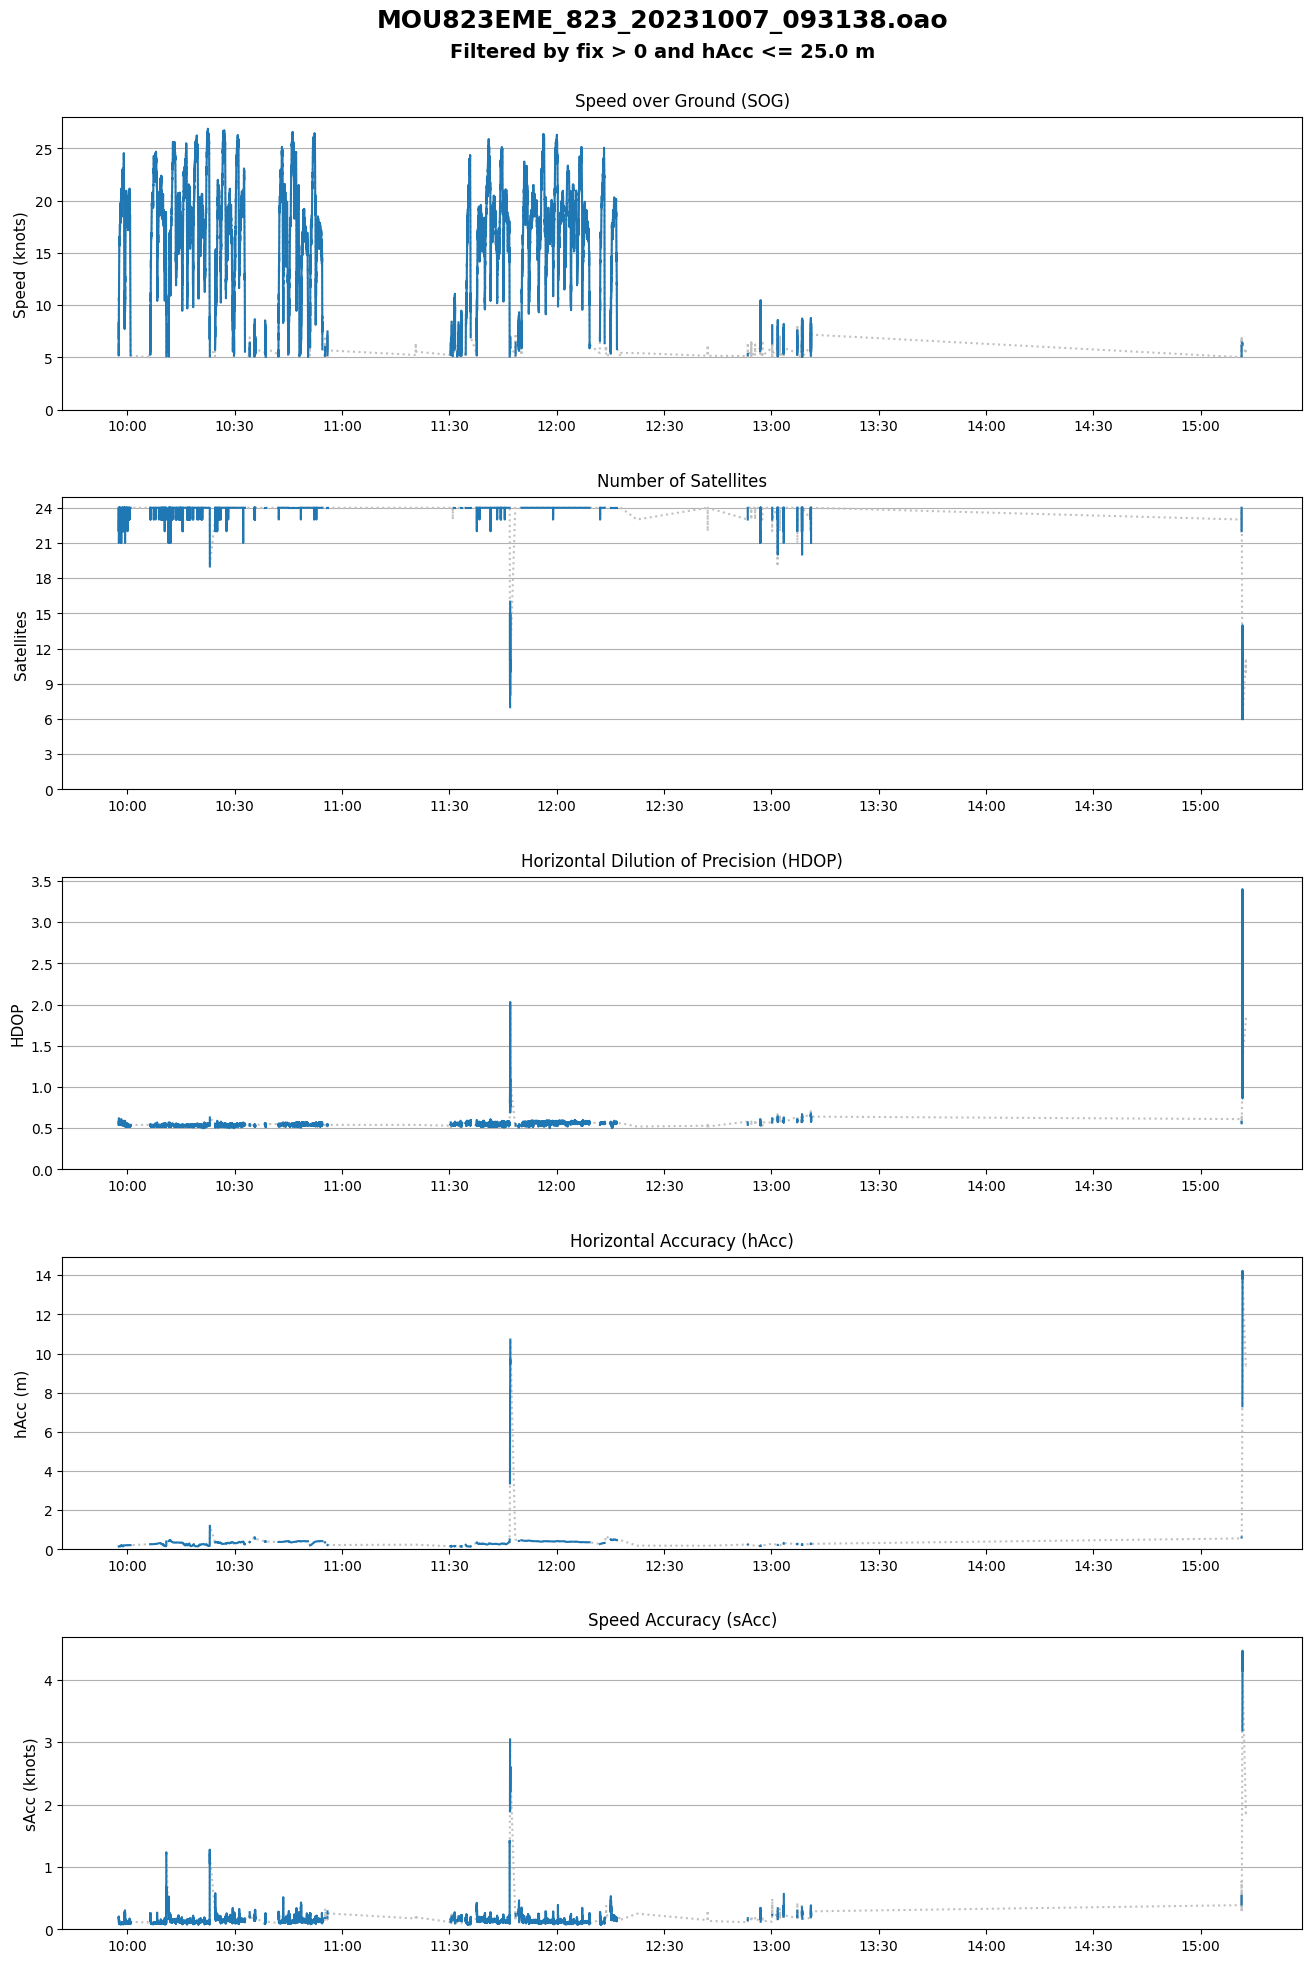 MOU823EME_823_20231007_093138.oao
Filtered by fix > 0 and hAcc <= 25.0 m
Speed over Ground (SOG)
Speed (knots)
25
20
15
10
5
0
10:00 10:30 11:00 11:30 12:00 12:30 13:00 13:30 14:00 14:30 15:00
Number of Satellites
Satellites
24
21
18
15
12
9
6
3
0
10:00 10:30 11:00 11:30 12:00 12:30 13:00 13:30 14:00 14:30 15:00
Horizontal Dilution of Precision (HDOP)
HDOP
3.5
3.0
2.5
2.0
1.5
1.0
0.5
0.0
10:00 10:30 11:00 11:30 12:00 12:30 13:00 13:30 14:00 14:30 15:00
Horizontal Accuracy (hAcc)
hAcc (m)
14
12
10
8
6
4
2
0
10:00 10:30 11:00 11:30 12:00 12:30 13:00 13:30 14:00 14:30 15:00
Speed Accuracy (sAcc)
sAcc (knots)
4
3
2
1
0
10:00 10:30 11:00 11:30 12:00 12:30 13:00 13:30 14:00 14:30 15:00